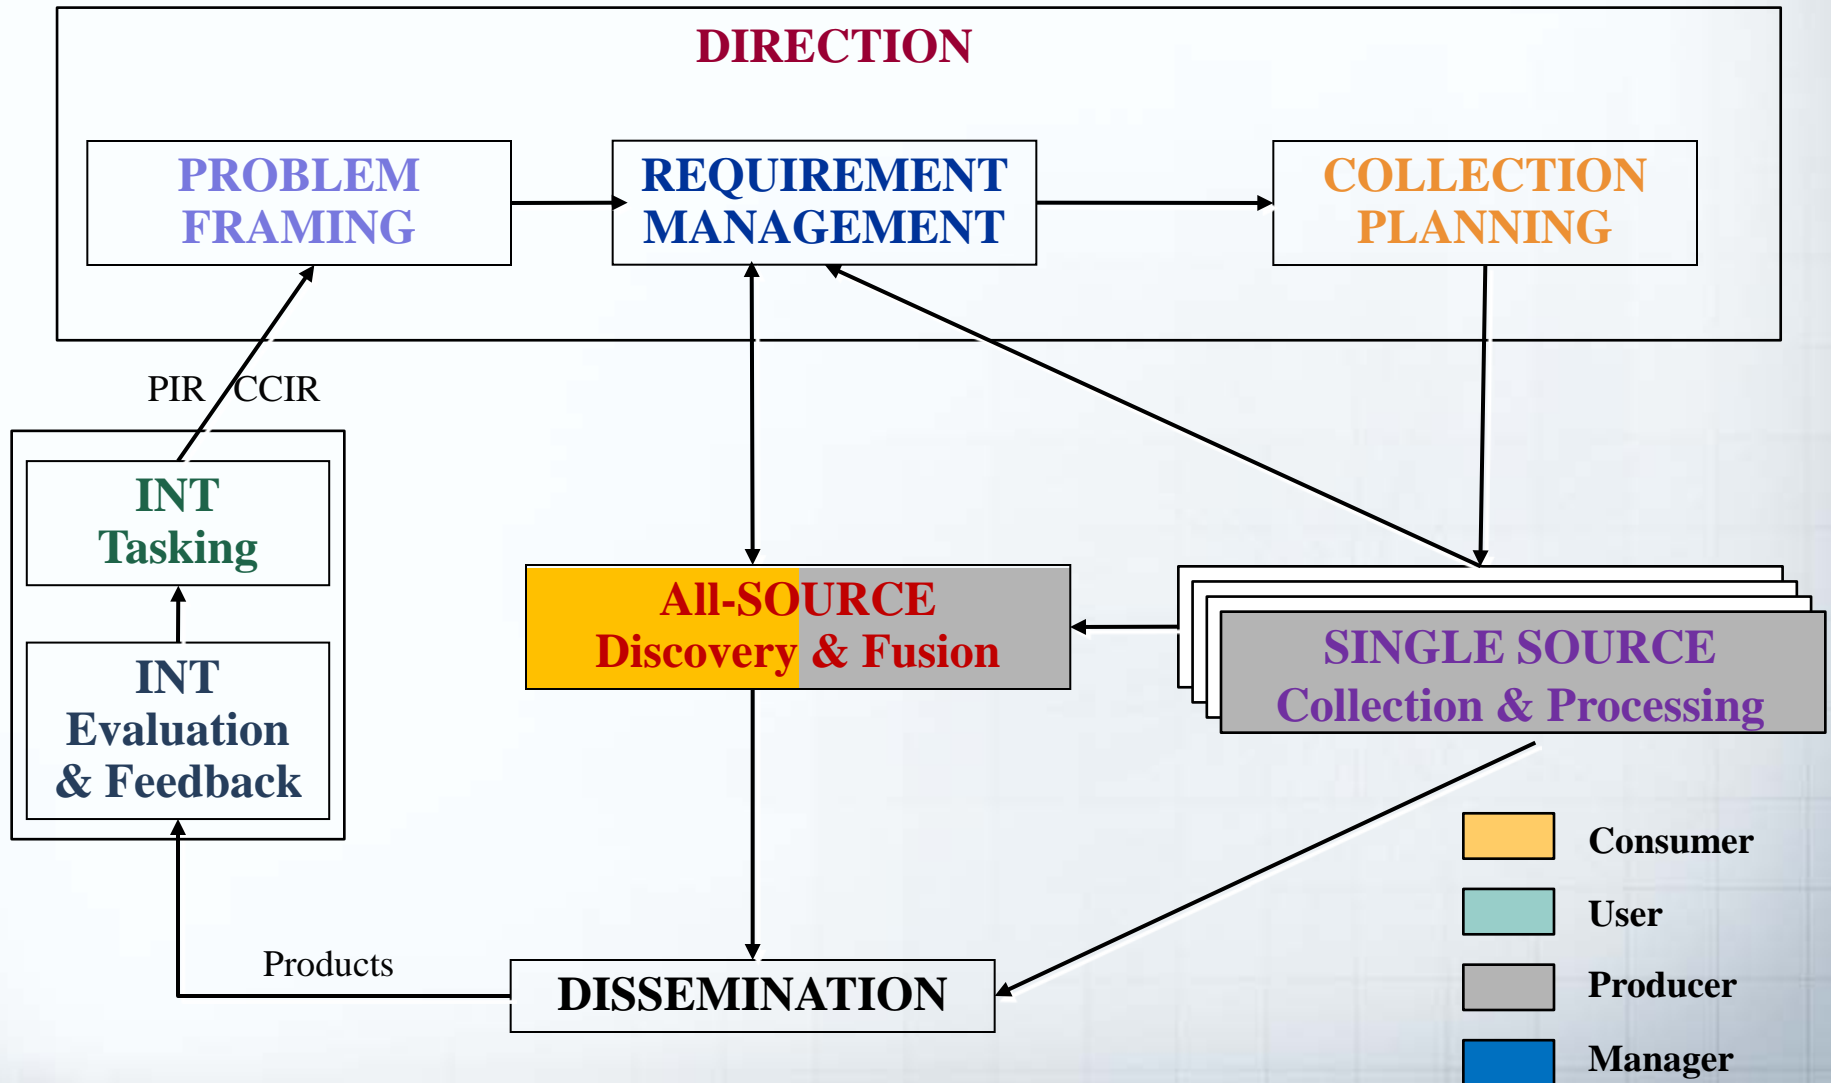 DIRECTION
PROBLEM
FRAMING
REQUIREMENT
MANAGEMENT
COLLECTION
PLANNING
PIR CCIR
INT
Tasking
INT
Evaluation
& Feedback
All-SOURCE
Discovery & Fusion
SINGLE SOURCE
Collection & Processing
Products
DISSEMINATION
Consumer
User
Producer
Manager